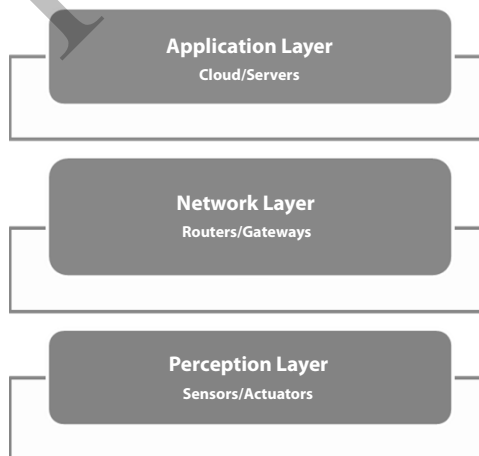 Application Layer
Cloud/Servers
Network Layer
Routers/Gateways
Perception Layer
Sensors/Actuators